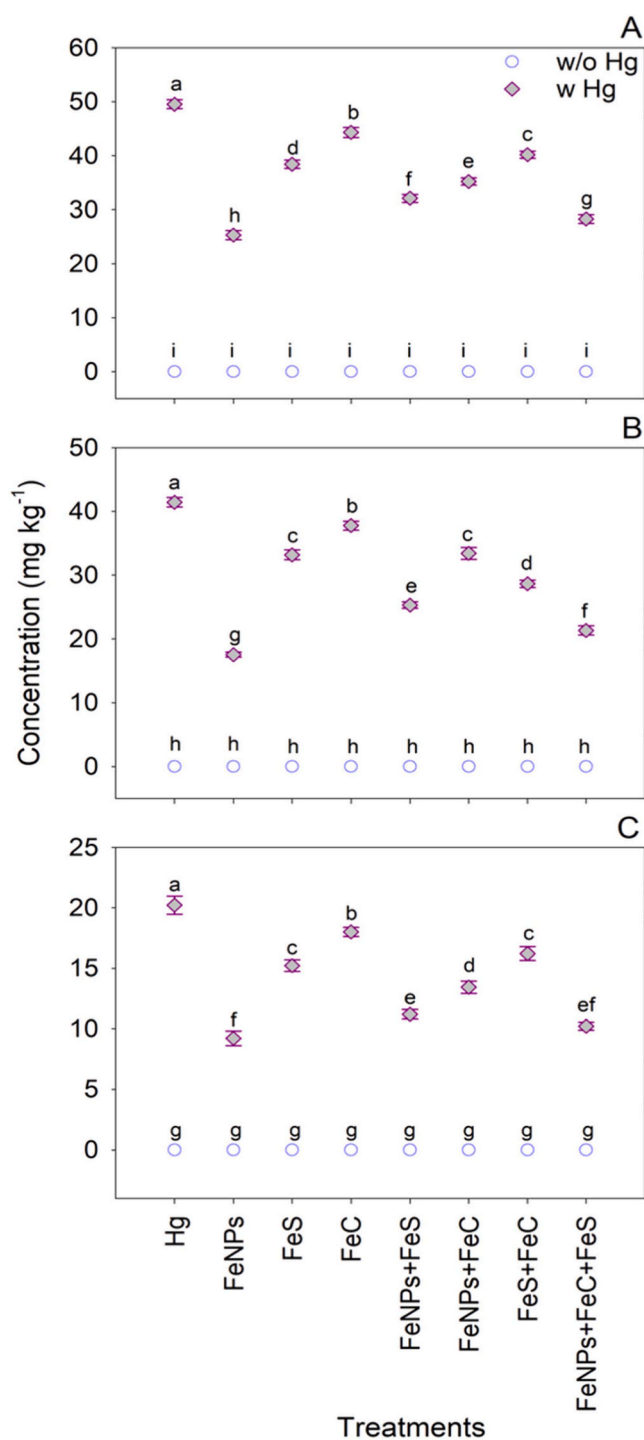 A
60
w/o Hg
a
w Hg
50
b
d
c
40
e
f
30
g
h
20
10
i i i i i i i i
0
B
50
a
40
b
c
c
30
d
e
f
20
g
10
h h h h h h h h
0
Concentration (mg kg⁻¹)
C
25
a
20
b
c
c
15
d
e
ef
10
f
5
g g g g g g g g
0
Hg
FeNPs
FeS
FeC
FeNPs+FeS
FeNPs+FeC
FeS+FeC
FeNPs+FeC+FeS
Treatments